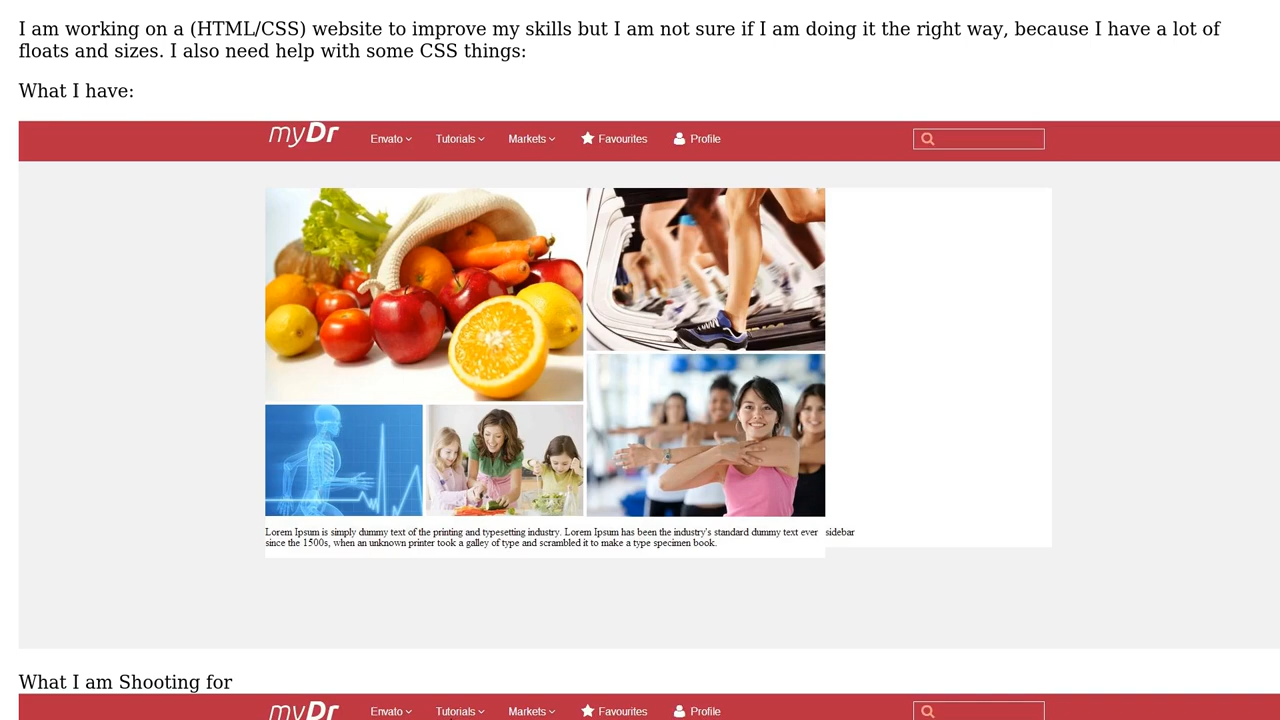 I am working on a (HTML/CSS) website to improve my skills but I am not sure if I am doing it the right way, because I have a lot of
floats and sizes. I also need help with some CSS things:
What I have:
myDr Envato Tutorials Markets Favourites Profile
Lorem Ipsum is simply dummy text of the printing and typesetting industry. Lorem Ipsum has been the industry's standard dummy text ever sidebar
since the 1500s, when an unknown printer took a galley of type and scrambled it to make a type specimen book.
What I am Shooting for
myDr Envato Tutorials Markets Favourites Profile